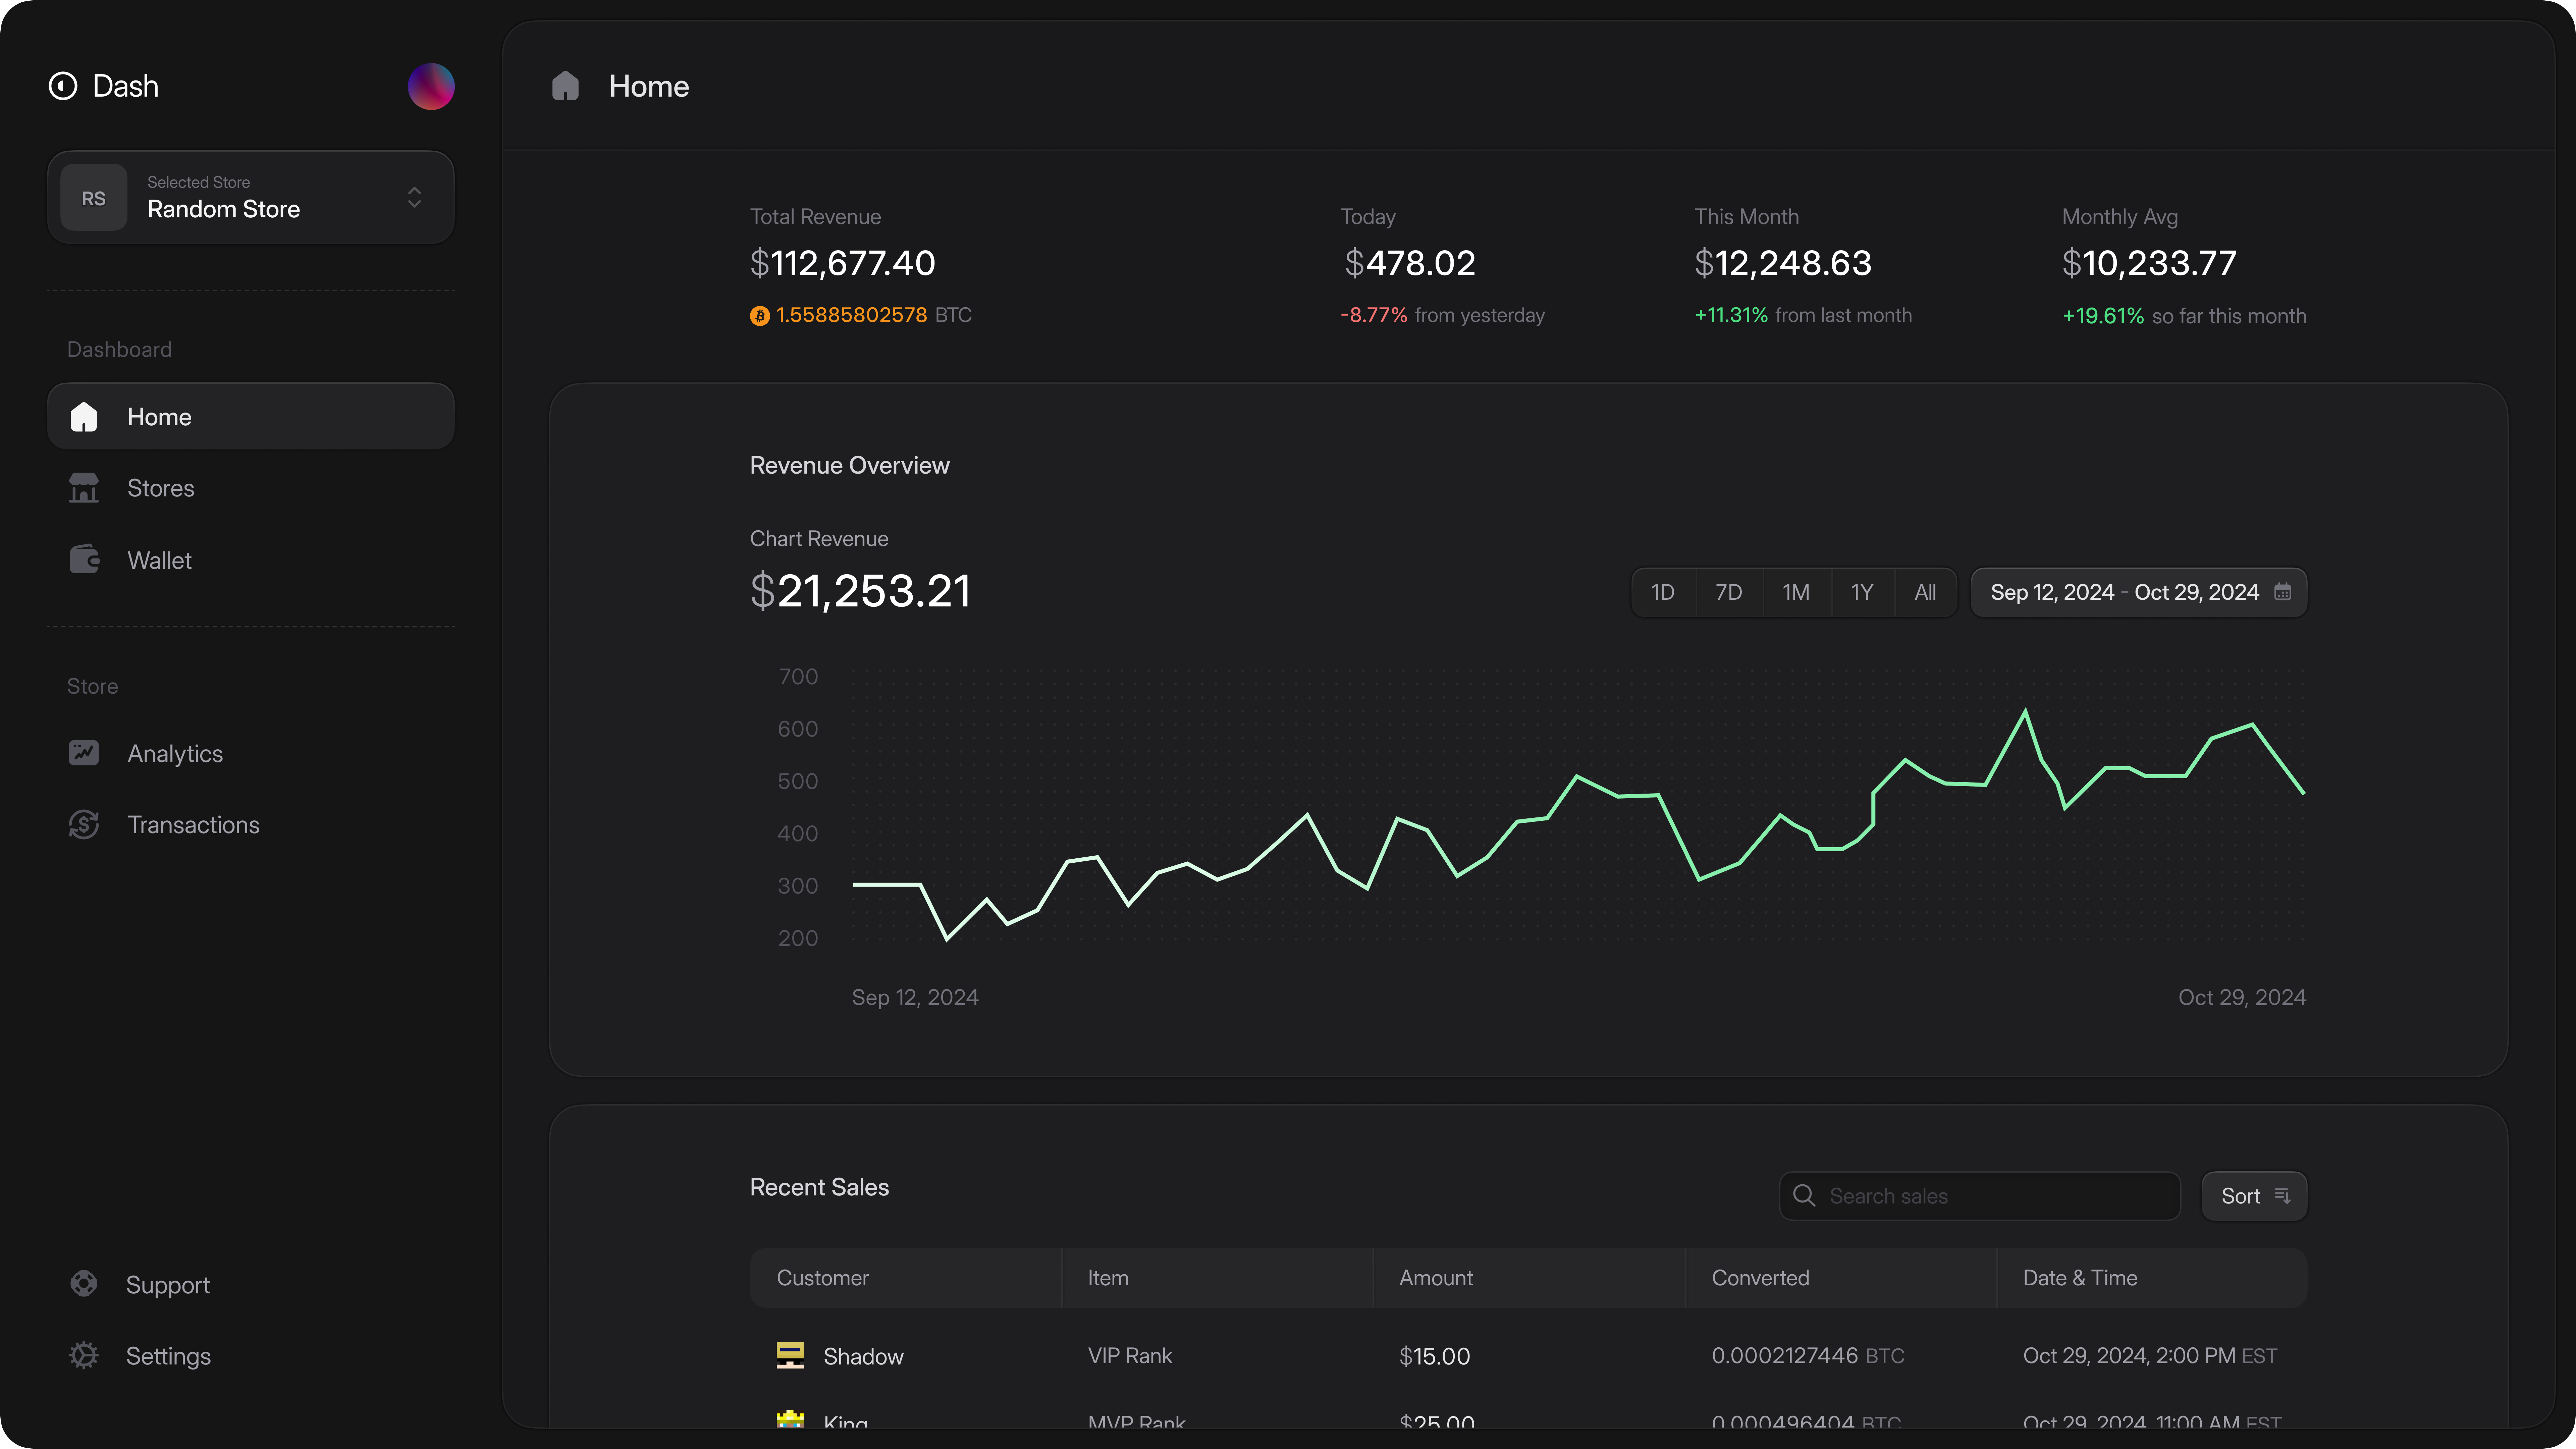 Dash
RS
Selected Store
Random Store
Dashboard
Home
Stores
Wallet
Store
Analytics
Transactions
Support
Settings
Home
Total Revenue
$112,677.40
1.55885802578 BTC
Today
$478.02
-8.77% from yesterday
This Month
$12,248.63
+11.31% from last month
Monthly Avg
$10,233.77
+19.61% so far this month
Revenue Overview
Chart Revenue
$21,253.21
1D 7D 1M 1Y All
Sep 12, 2024 - Oct 29, 2024
700
600
500
400
300
200
Sep 12, 2024 Oct 29, 2024
Recent Sales
Search sales
Sort
Customer Item Amount Converted Date & Time
Shadow VIP Rank $15.00 0.0002127446 BTC Oct 29, 2024, 2:00 PM EST
King MVP Rank $25.00 0.000496404 BTC Oct 29, 2024, 11:00 AM EST